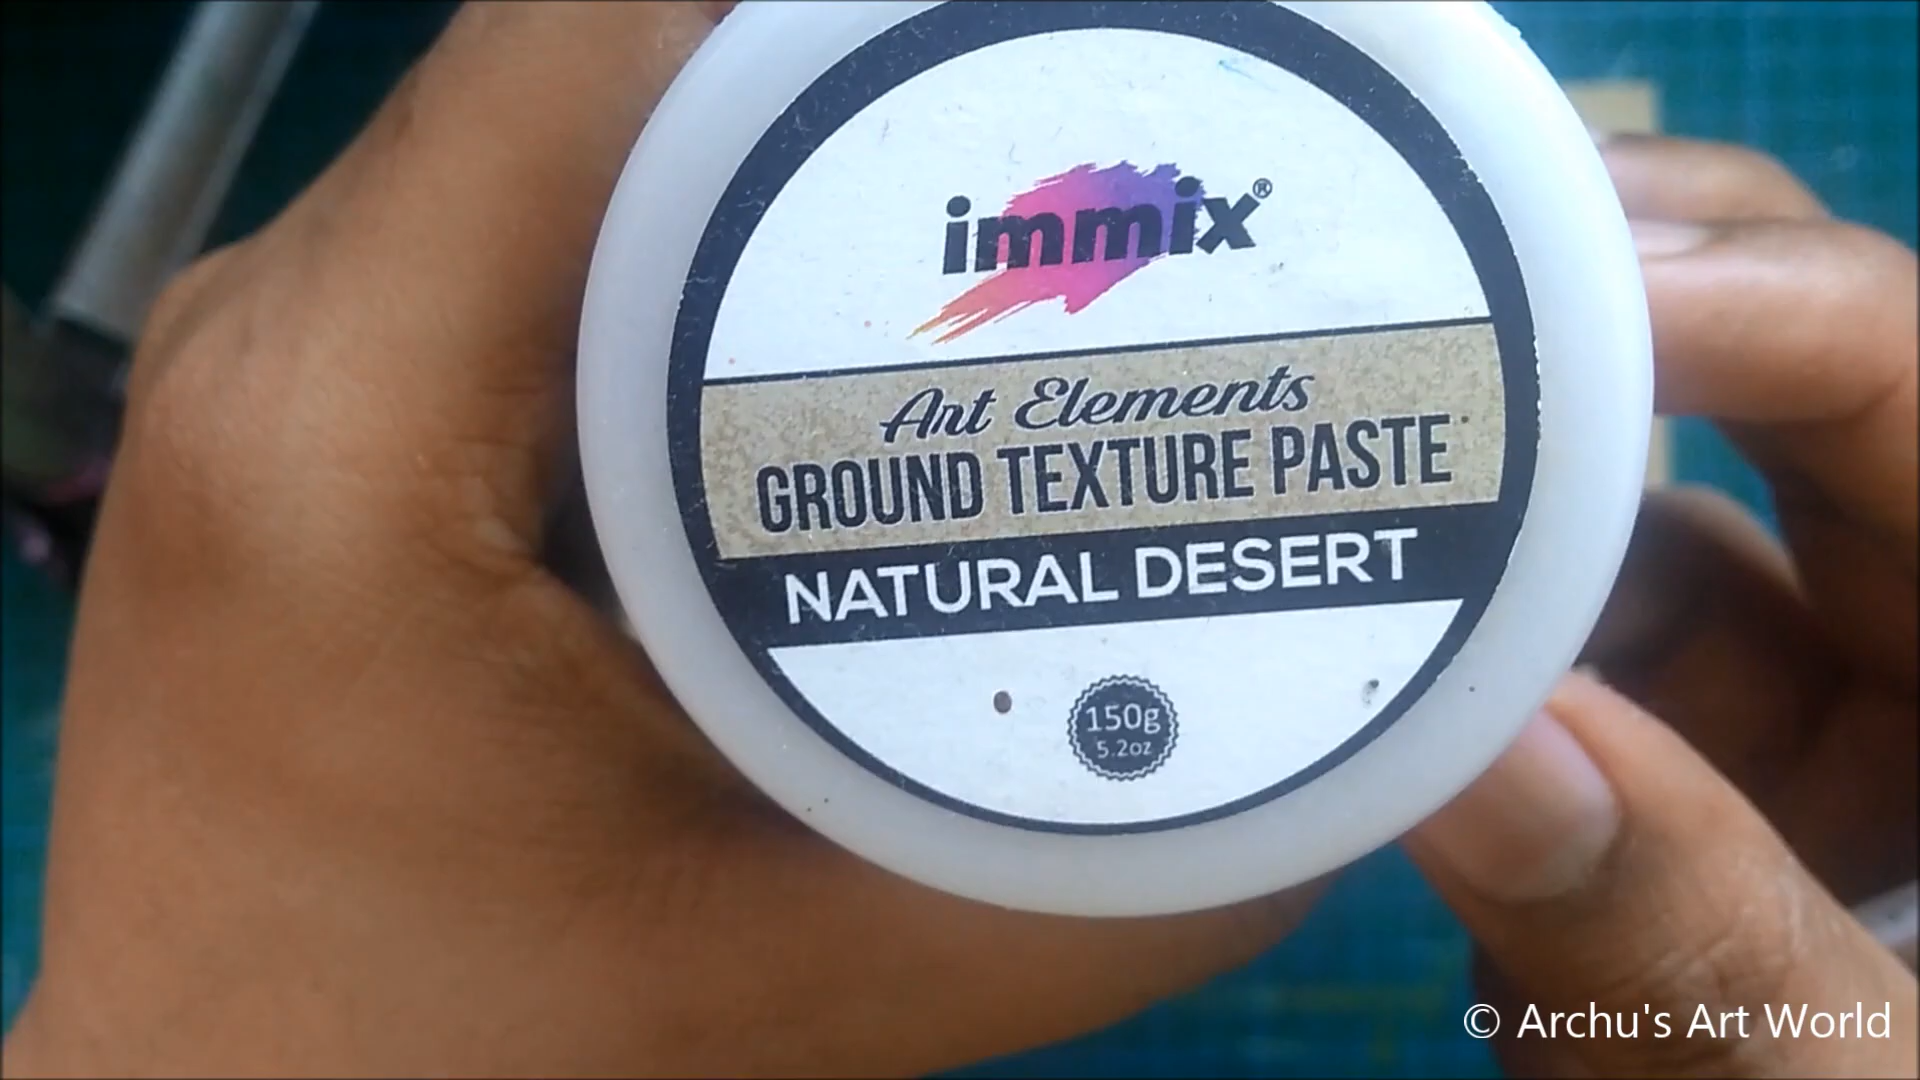 immix®
Art Elements
GROUND TEXTURE PASTE
NATURAL DESERT
150g
5.2oz
© Archu's Art World